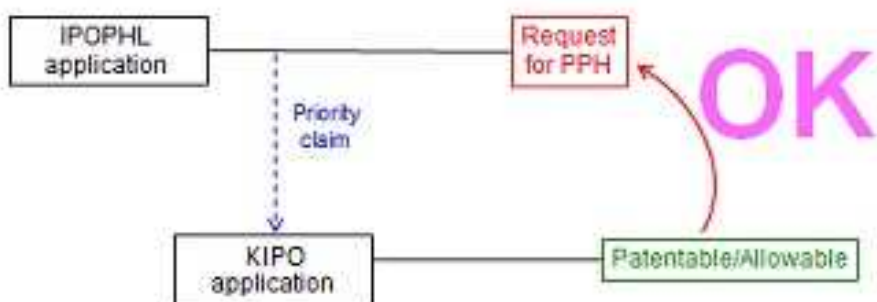 IPOPHL
application
Request
for PPH
OK
Priority
claim
KIPO
application
Patentable/Allowable